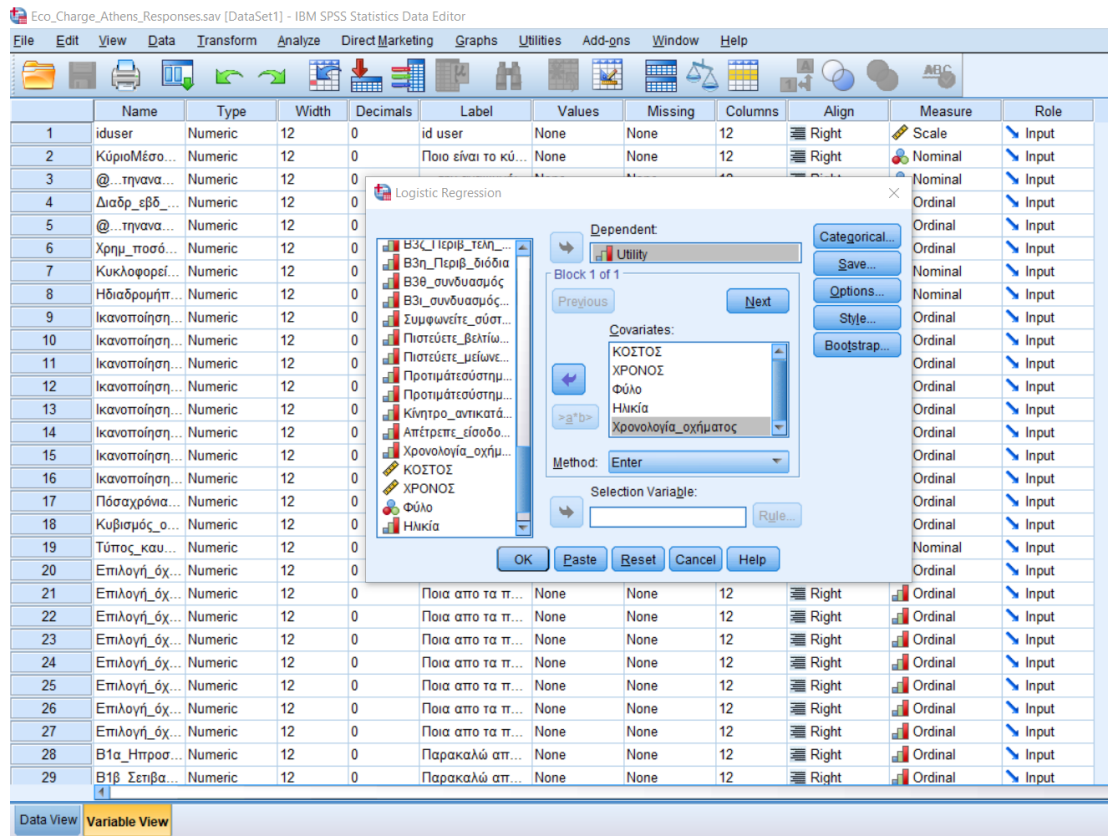 Eco_Charge_Athens_Responses.sav [DataSet1] - IBM SPSS Statistics Data Editor
File Edit View Data Transform Analyze Direct Marketing Graphs Utilities Add-ons Window Help
Name Type Width Decimals Label Values Missing Columns Align Measure Role
1 iduser Numeric 12 0 id user None None 12 Right Scale Input
2 ΚύριοΜέσο... Numeric 12 0 Ποιο είναι το κύ... None None 12 Right Nominal Input
3 @...τηνανα... Numeric 12 0 Nominal Input
4 Διαδρ_εβδ_... Numeric 12 0 Ordinal Input
5 @...τηνανα... Numeric 12 0 Ordinal Input
6 Χρημ_ποσό... Numeric 12 0 Ordinal Input
7 Κυκλοφορεί... Numeric 12 0 Nominal Input
8 Ηδιαδρομήπ... Numeric 12 0 Nominal Input
9 Ικανοποίηση... Numeric 12 0 Ordinal Input
10 Ικανοποίηση... Numeric 12 0 Ordinal Input
11 Ικανοποίηση... Numeric 12 0 Ordinal Input
12 Ικανοποίηση... Numeric 12 0 Ordinal Input
13 Ικανοποίηση... Numeric 12 0 Ordinal Input
14 Ικανοποίηση... Numeric 12 0 Ordinal Input
15 Ικανοποίηση... Numeric 12 0 Ordinal Input
16 Ικανοποίηση... Numeric 12 0 Ordinal Input
17 Πόσαχρόνια... Numeric 12 0 Ordinal Input
18 Κυβισμός_ο... Numeric 12 0 Ordinal Input
19 Τύπος_καυ... Numeric 12 0 Nominal Input
20 Επιλογή_όχ... Numeric 12 0 Ordinal Input
21 Επιλογή_όχ... Numeric 12 0 Ποια απο τα π... None None 12 Right Ordinal Input
22 Επιλογή_όχ... Numeric 12 0 Ποια απο τα π... None None 12 Right Ordinal Input
23 Επιλογή_όχ... Numeric 12 0 Ποια απο τα π... None None 12 Right Ordinal Input
24 Επιλογή_όχ... Numeric 12 0 Ποια απο τα π... None None 12 Right Ordinal Input
25 Επιλογή_όχ... Numeric 12 0 Ποια απο τα π... None None 12 Right Ordinal Input
26 Επιλογή_όχ... Numeric 12 0 Ποια απο τα π... None None 12 Right Ordinal Input
27 Επιλογή_όχ... Numeric 12 0 Ποια απο τα π... None None 12 Right Ordinal Input
28 Β1α_Ηπροσ... Numeric 12 0 Παρακαλώ απ... None None 12 Right Ordinal Input
29 Β1β_Σετιβα... Numeric 12 0 Παρακαλώ απ... None None 12 Right Ordinal Input
Logistic Regression
Β3ζ_Περιβ_τέλη_...
Β3η_Περιβ_διόδια
Β3θ_συνδυασμός
Β3ι_συνδυασμός...
Συμφωνείτε_σύστ...
Πιστεύετε_βελτίω...
Πιστεύετε_μείωνε...
Προτιμάτεσύστημ...
Προτιμάτεσύστημ...
Κίνητρο_αντικατά...
Απέτρεπε_είσοδο...
Χρονολογία_οχήμ...
ΚΟΣΤΟΣ
ΧΡΟΝΟΣ
Φύλο
Ηλικία
Dependent:
Utility
Block 1 of 1
Previous Next
Covariates:
ΚΟΣΤΟΣ
ΧΡΟΝΟΣ
Φύλο
Ηλικία
Χρονολογία_οχήματος
>a*b>
Method: Enter
Selection Variable:
Rule...
Categorical...
Save...
Options...
Style...
Bootstrap...
OK Paste Reset Cancel Help
Data View Variable View